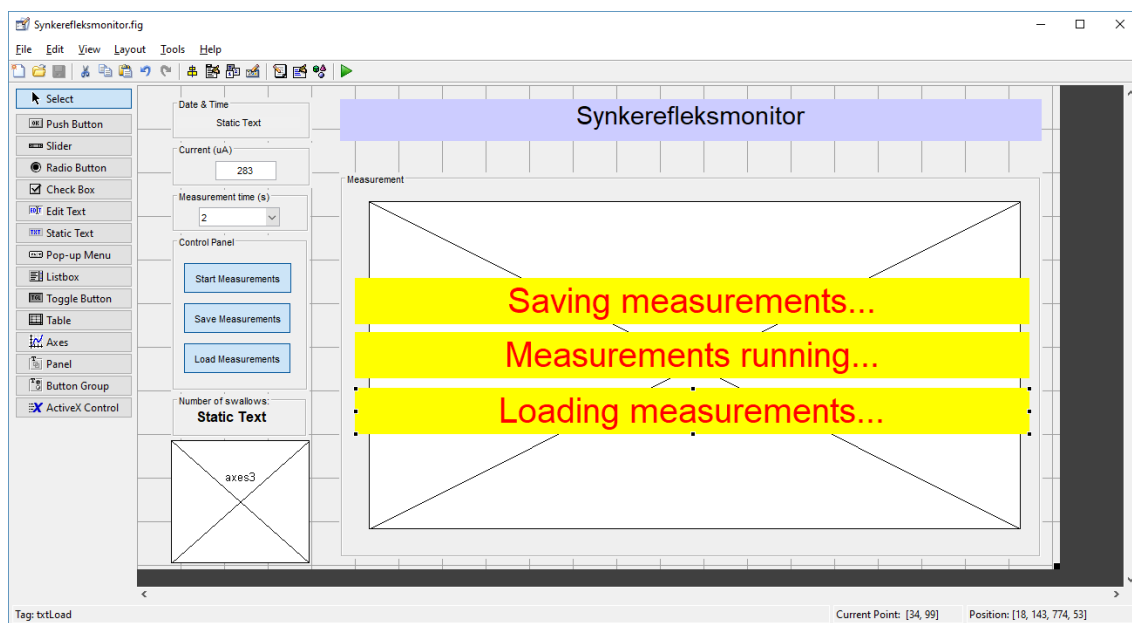 Synkerefleksmonitor.fig
File Edit View Layout Tools Help
Select
OK Push Button
Slider
Radio Button
Check Box
EDIT Edit Text
TXT Static Text
Pop-up Menu
Listbox
TGL Toggle Button
Table
Axes
Panel
Button Group
ActiveX Control
Date & Time
Static Text
Current (uA)
283
Measurement time (s)
2
Control Panel
Start Measurements
Save Measurements
Load Measurements
Number of swallows:
Static Text
axes3
Synkerefleksmonitor
Measurement
Saving measurements...
Measurements running...
Loading measurements...
Tag: txtLoad
Current Point: [34, 99] Position: [18, 143, 774, 53]